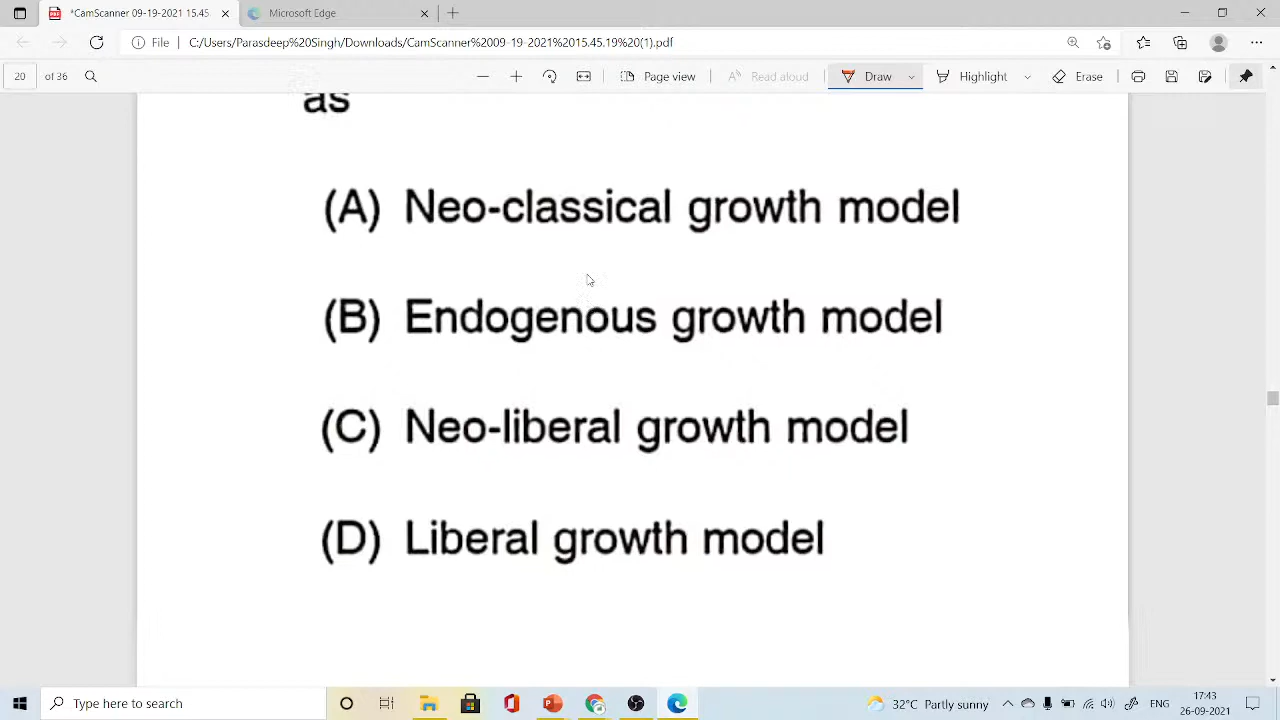 *CamScanner 09-19-2021 15.45
Microsoft Edge
File C:/Users/Parasdeep%20Singh/Downloads/CamScanner%2009-19-2021%2015.45.19%20(1).pdf
20 of 36 Page view Read aloud Draw Highlight Erase
as
(A) Neo-classical growth model
(B) Endogenous growth model
(C) Neo-liberal growth model
(D) Liberal growth model
Type here to search 32°C Partly sunny ENG 17:43
26-09-2021